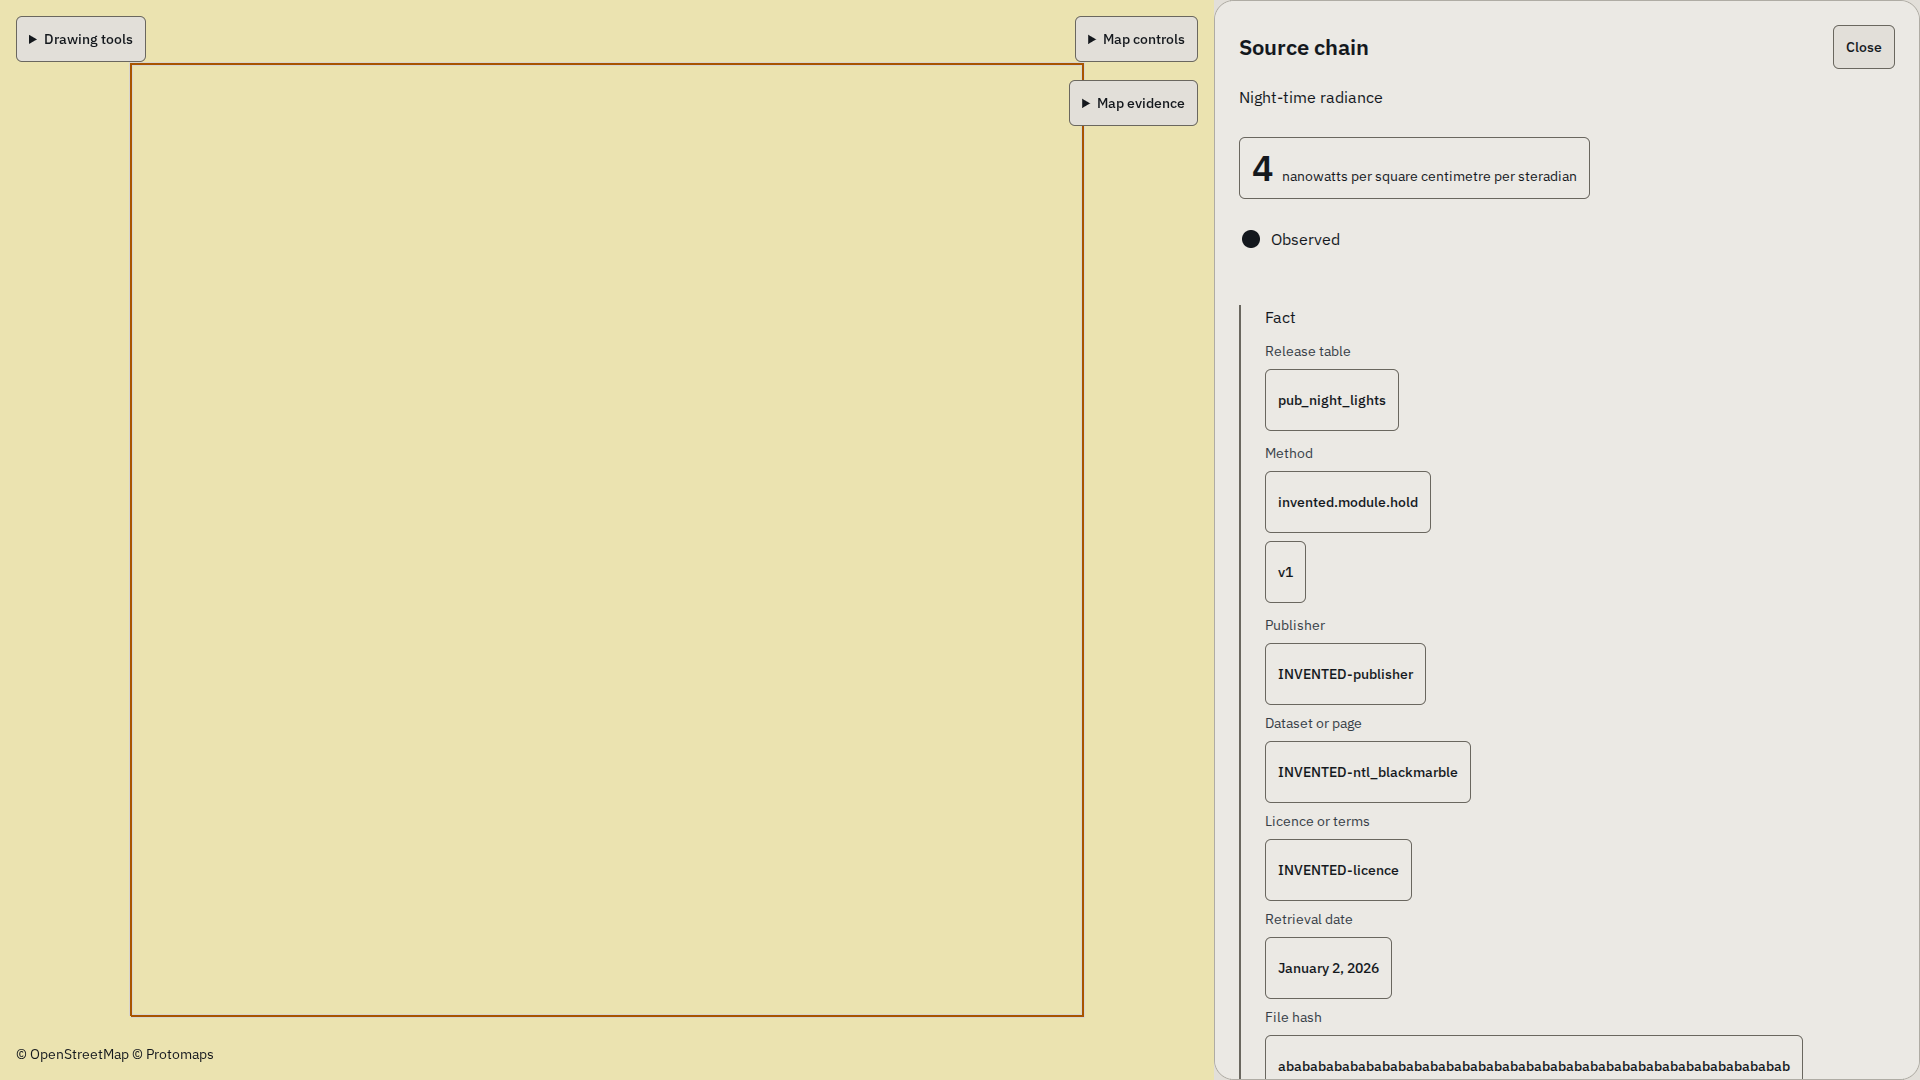 Drawing tools
Map controls
Map evidence
© OpenStreetMap © Protomaps
Source chain
Close
Night-time radiance
4 nanowatts per square centimetre per steradian
Observed
Fact
Release table
pub_night_lights
Method
invented.module.hold
v1
Publisher
INVENTED-publisher
Dataset or page
INVENTED-ntl_blackmarble
Licence or terms
INVENTED-licence
Retrieval date
January 2, 2026
File hash
abababababababababababababababababababababababababababababababab